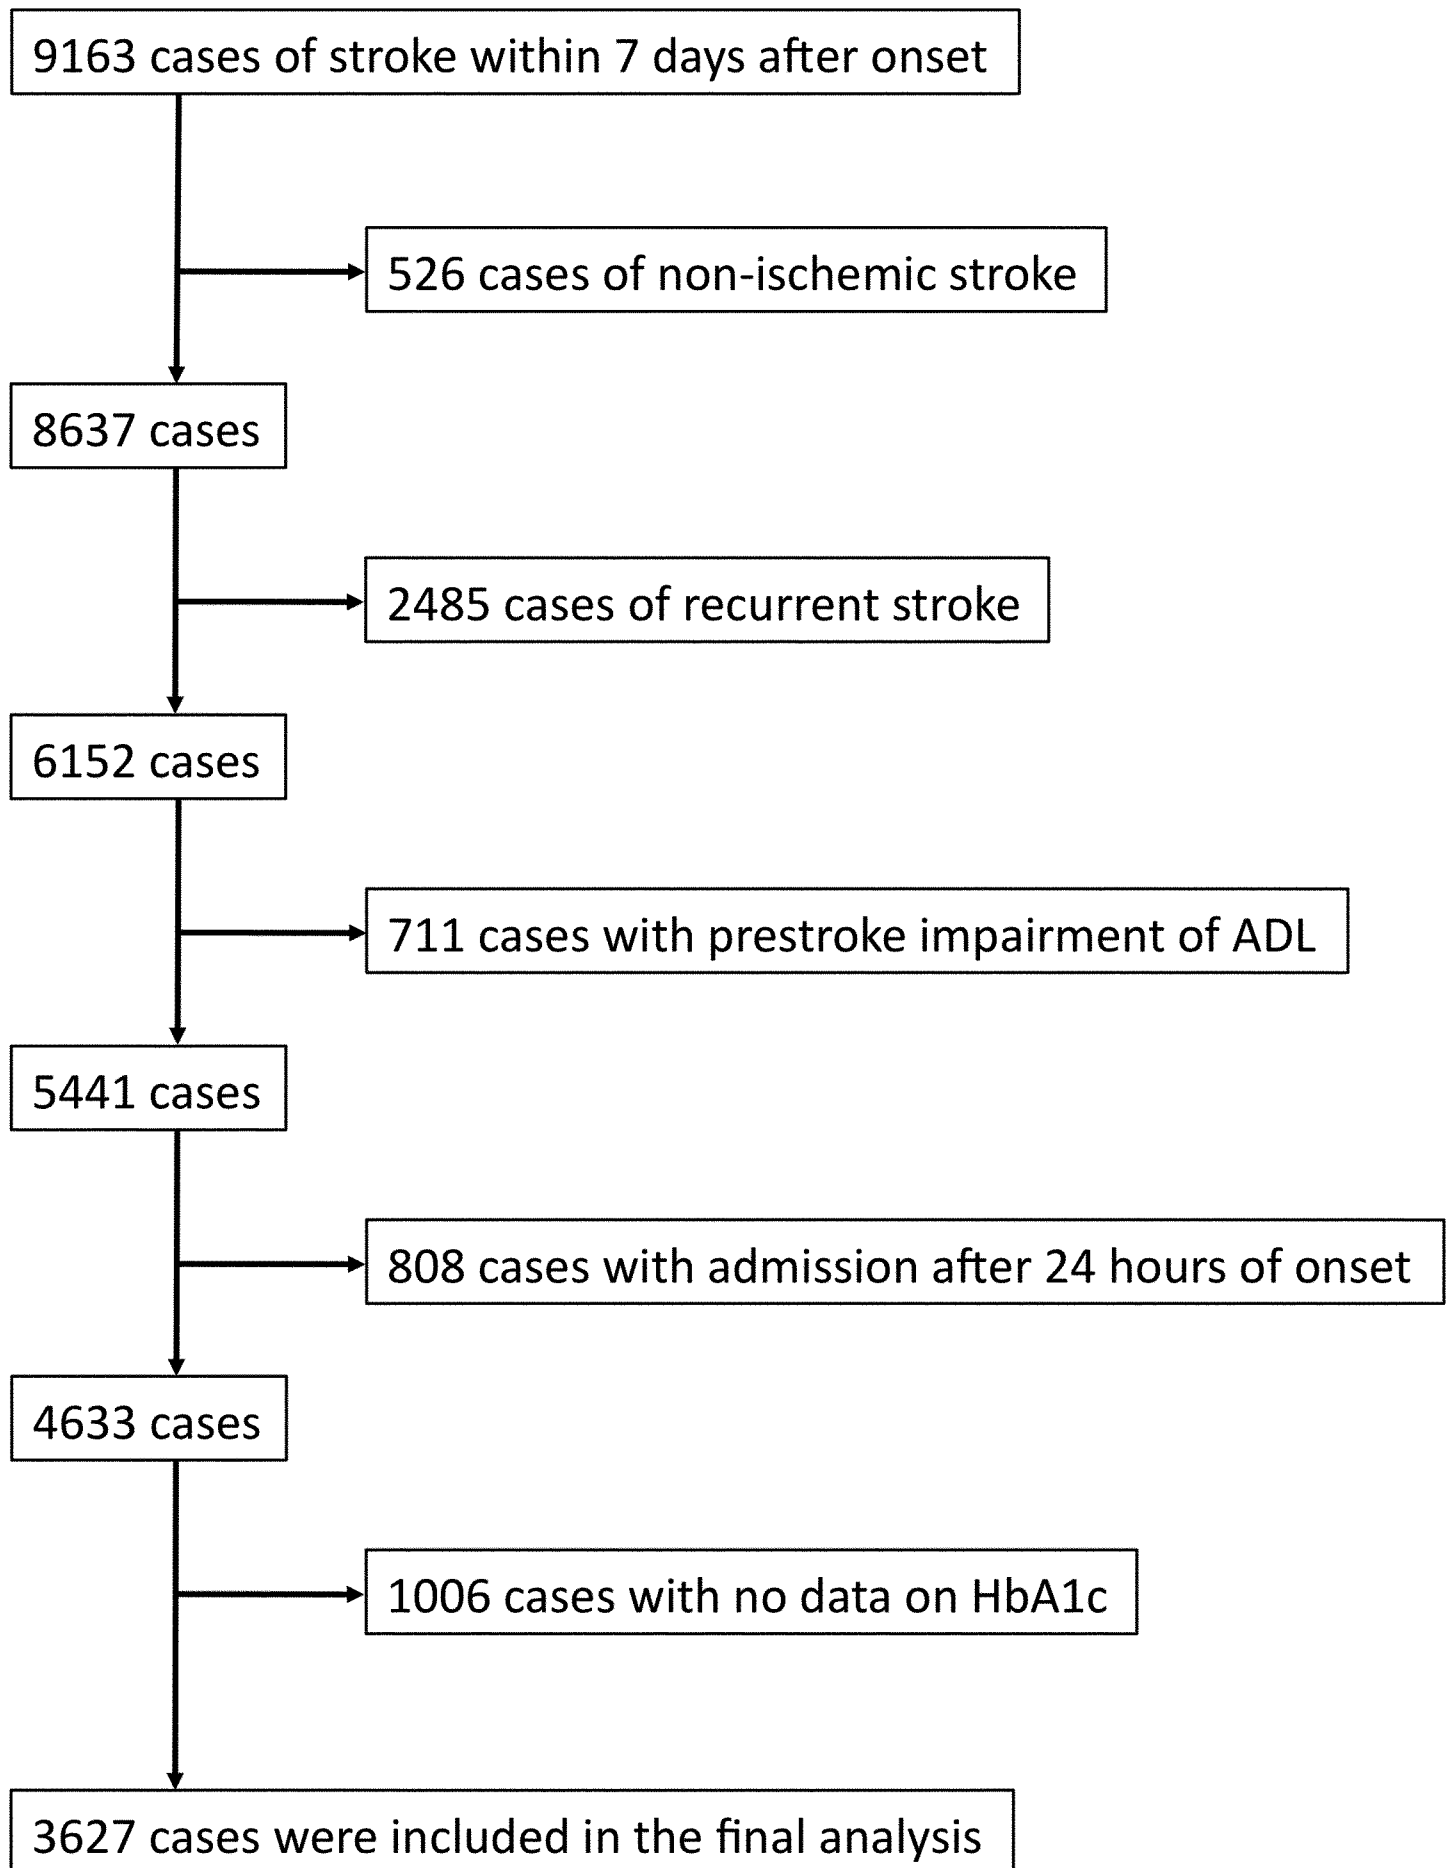 9163 cases of stroke within 7 days after onset
526 cases of non-ischemic stroke
8637 cases
2485 cases of recurrent stroke
6152 cases
711 cases with prestroke impairment of ADL
5441 cases
808 cases with admission after 24 hours of onset
4633 cases
1006 cases with no data on HbA1c
3627 cases were included in the final analysis